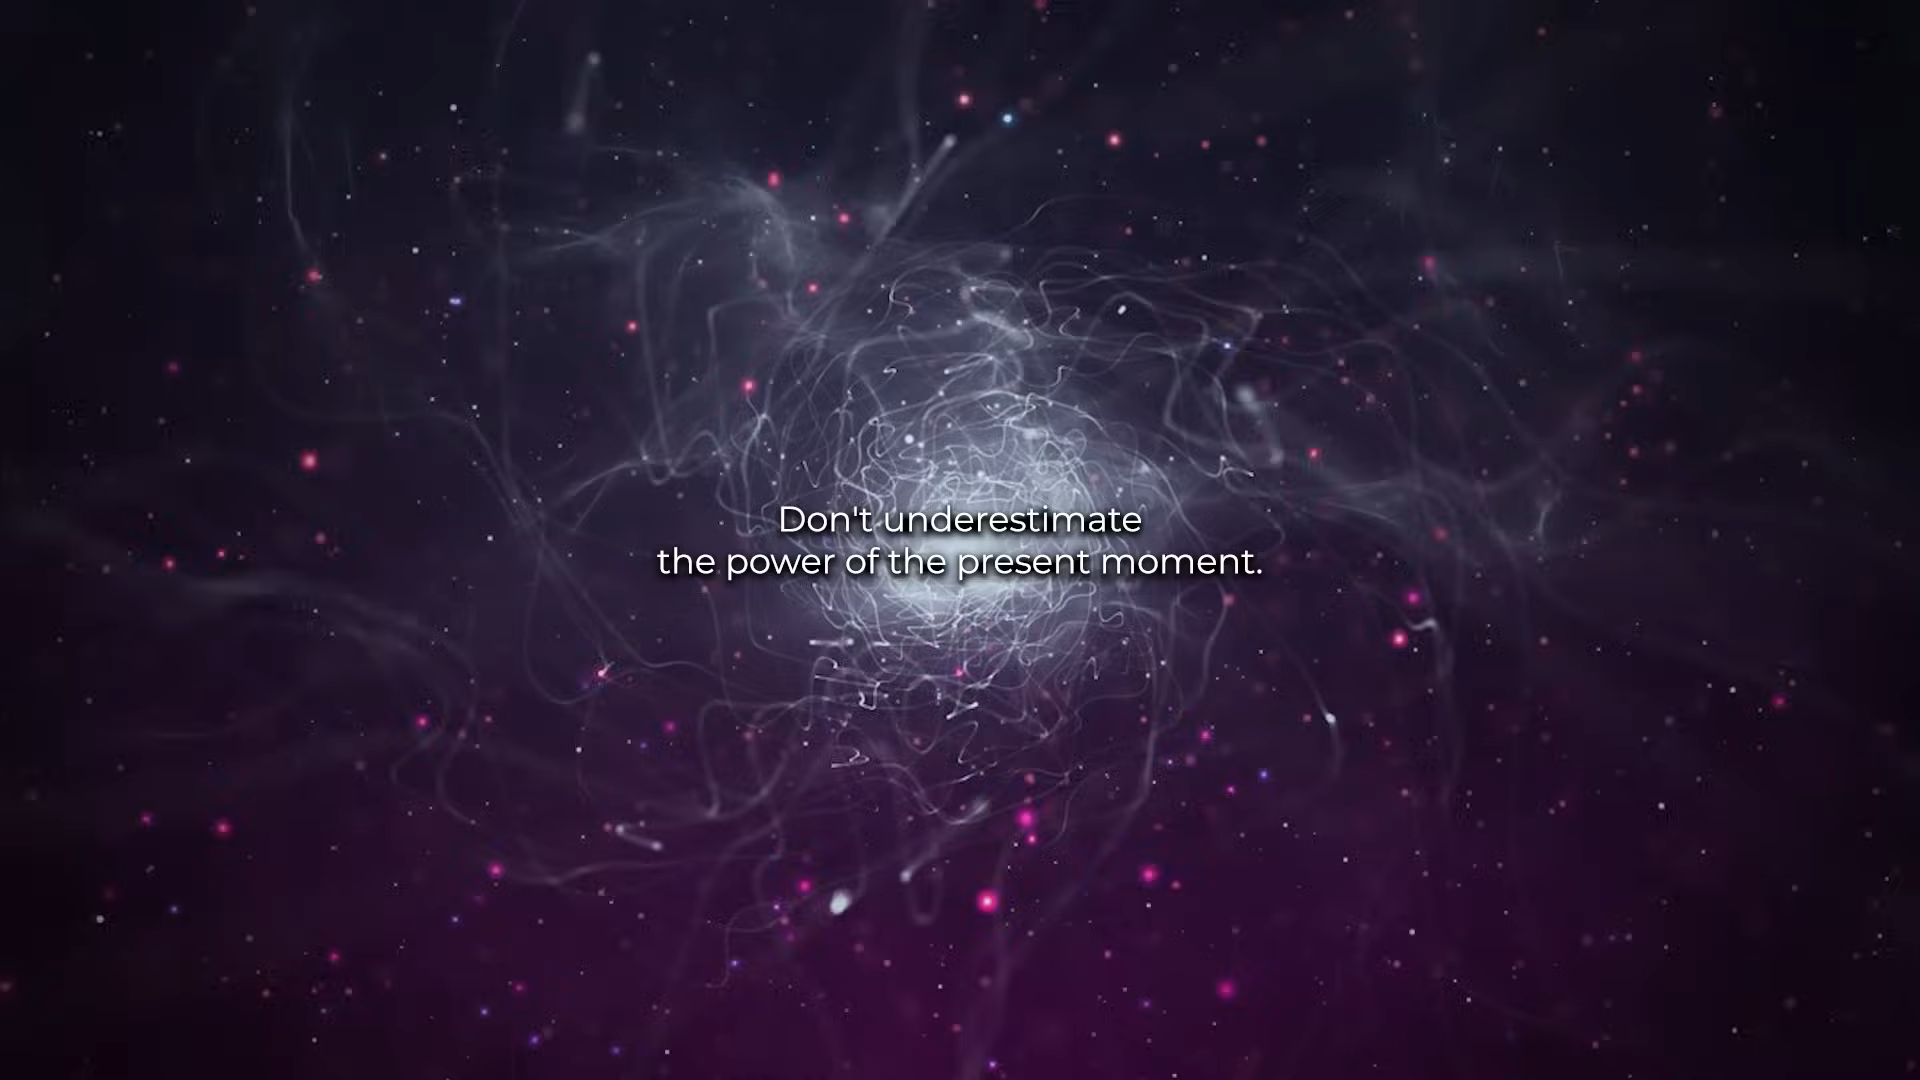 Don't underestimate
the power of the present moment.